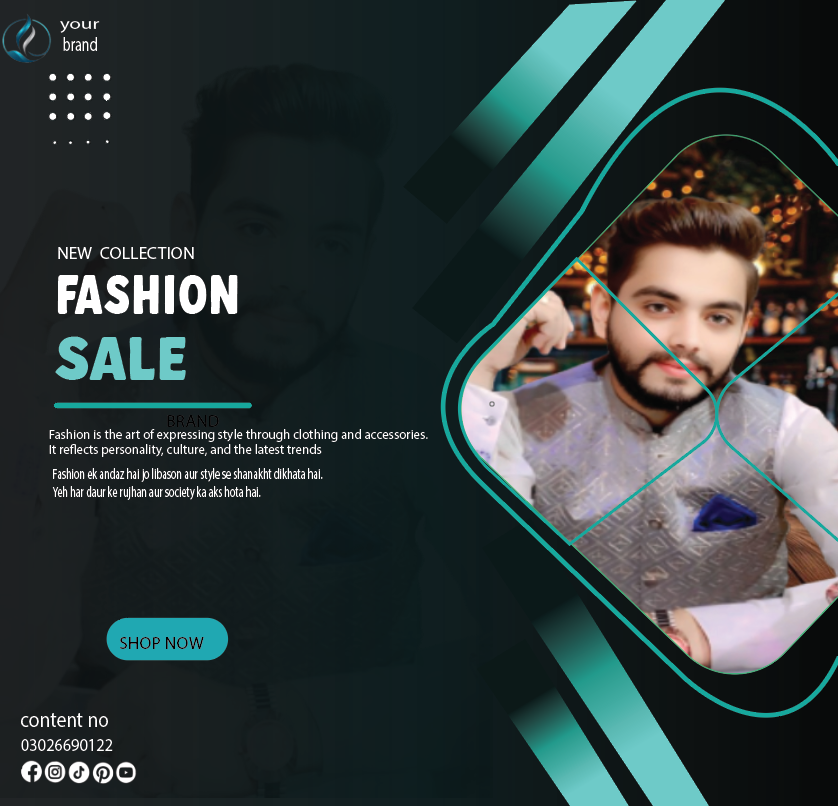 your
brand
NEW COLLECTION
FASHION
SALE
BRAND
Fashion is the art of expressing style through clothing and accessories.
It reflects personality, culture, and the latest trends
Fashion ek andaz hai jo libason aur style se shanakht dikhata hai.
Yeh har daur ke rujhan aur society ka aks hota hai.
SHOP NOW
content no
03026690122